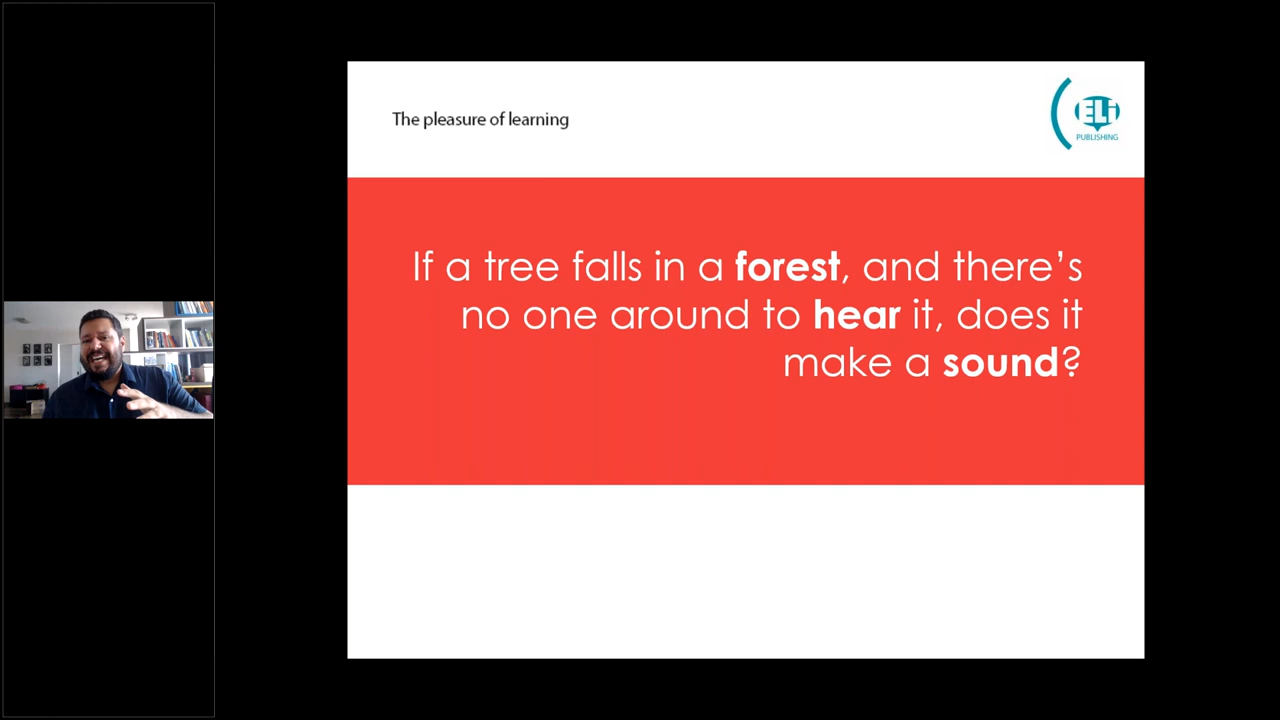 The pleasure of learning
ELi
PUBLISHING
If a tree falls in a forest, and there's
no one around to hear it, does it
make a sound?